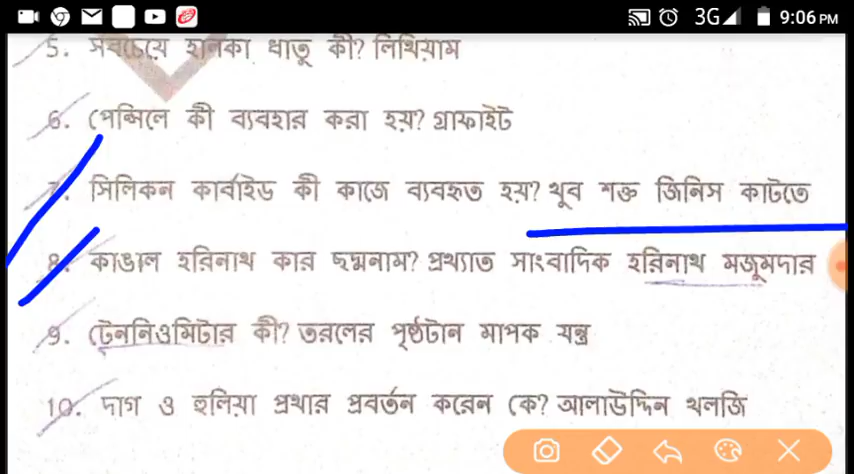 3G 9:06 PM
5. সবচেয়ে হালকা ধাতু কী? লিথিয়াম
6. পেন্সিলে কী ব্যবহার করা হয়? গ্রাফাইট
7. সিলিকন কার্বাইড কী কাজে ব্যবহৃত হয়? খুব শক্ত জিনিস কাটতে
8. কাঙাল হরিনাথ কার ছদ্মনাম? প্রখ্যাত সাংবাদিক হরিনাথ মজুমদার
9. টেনলিওমিটার কী? তরলের পৃষ্ঠটান মাপক যন্ত্র
10. দাগ ও হুলিয়া প্রথার প্রবর্তন করেন কে? আলাউদ্দিন খলজি